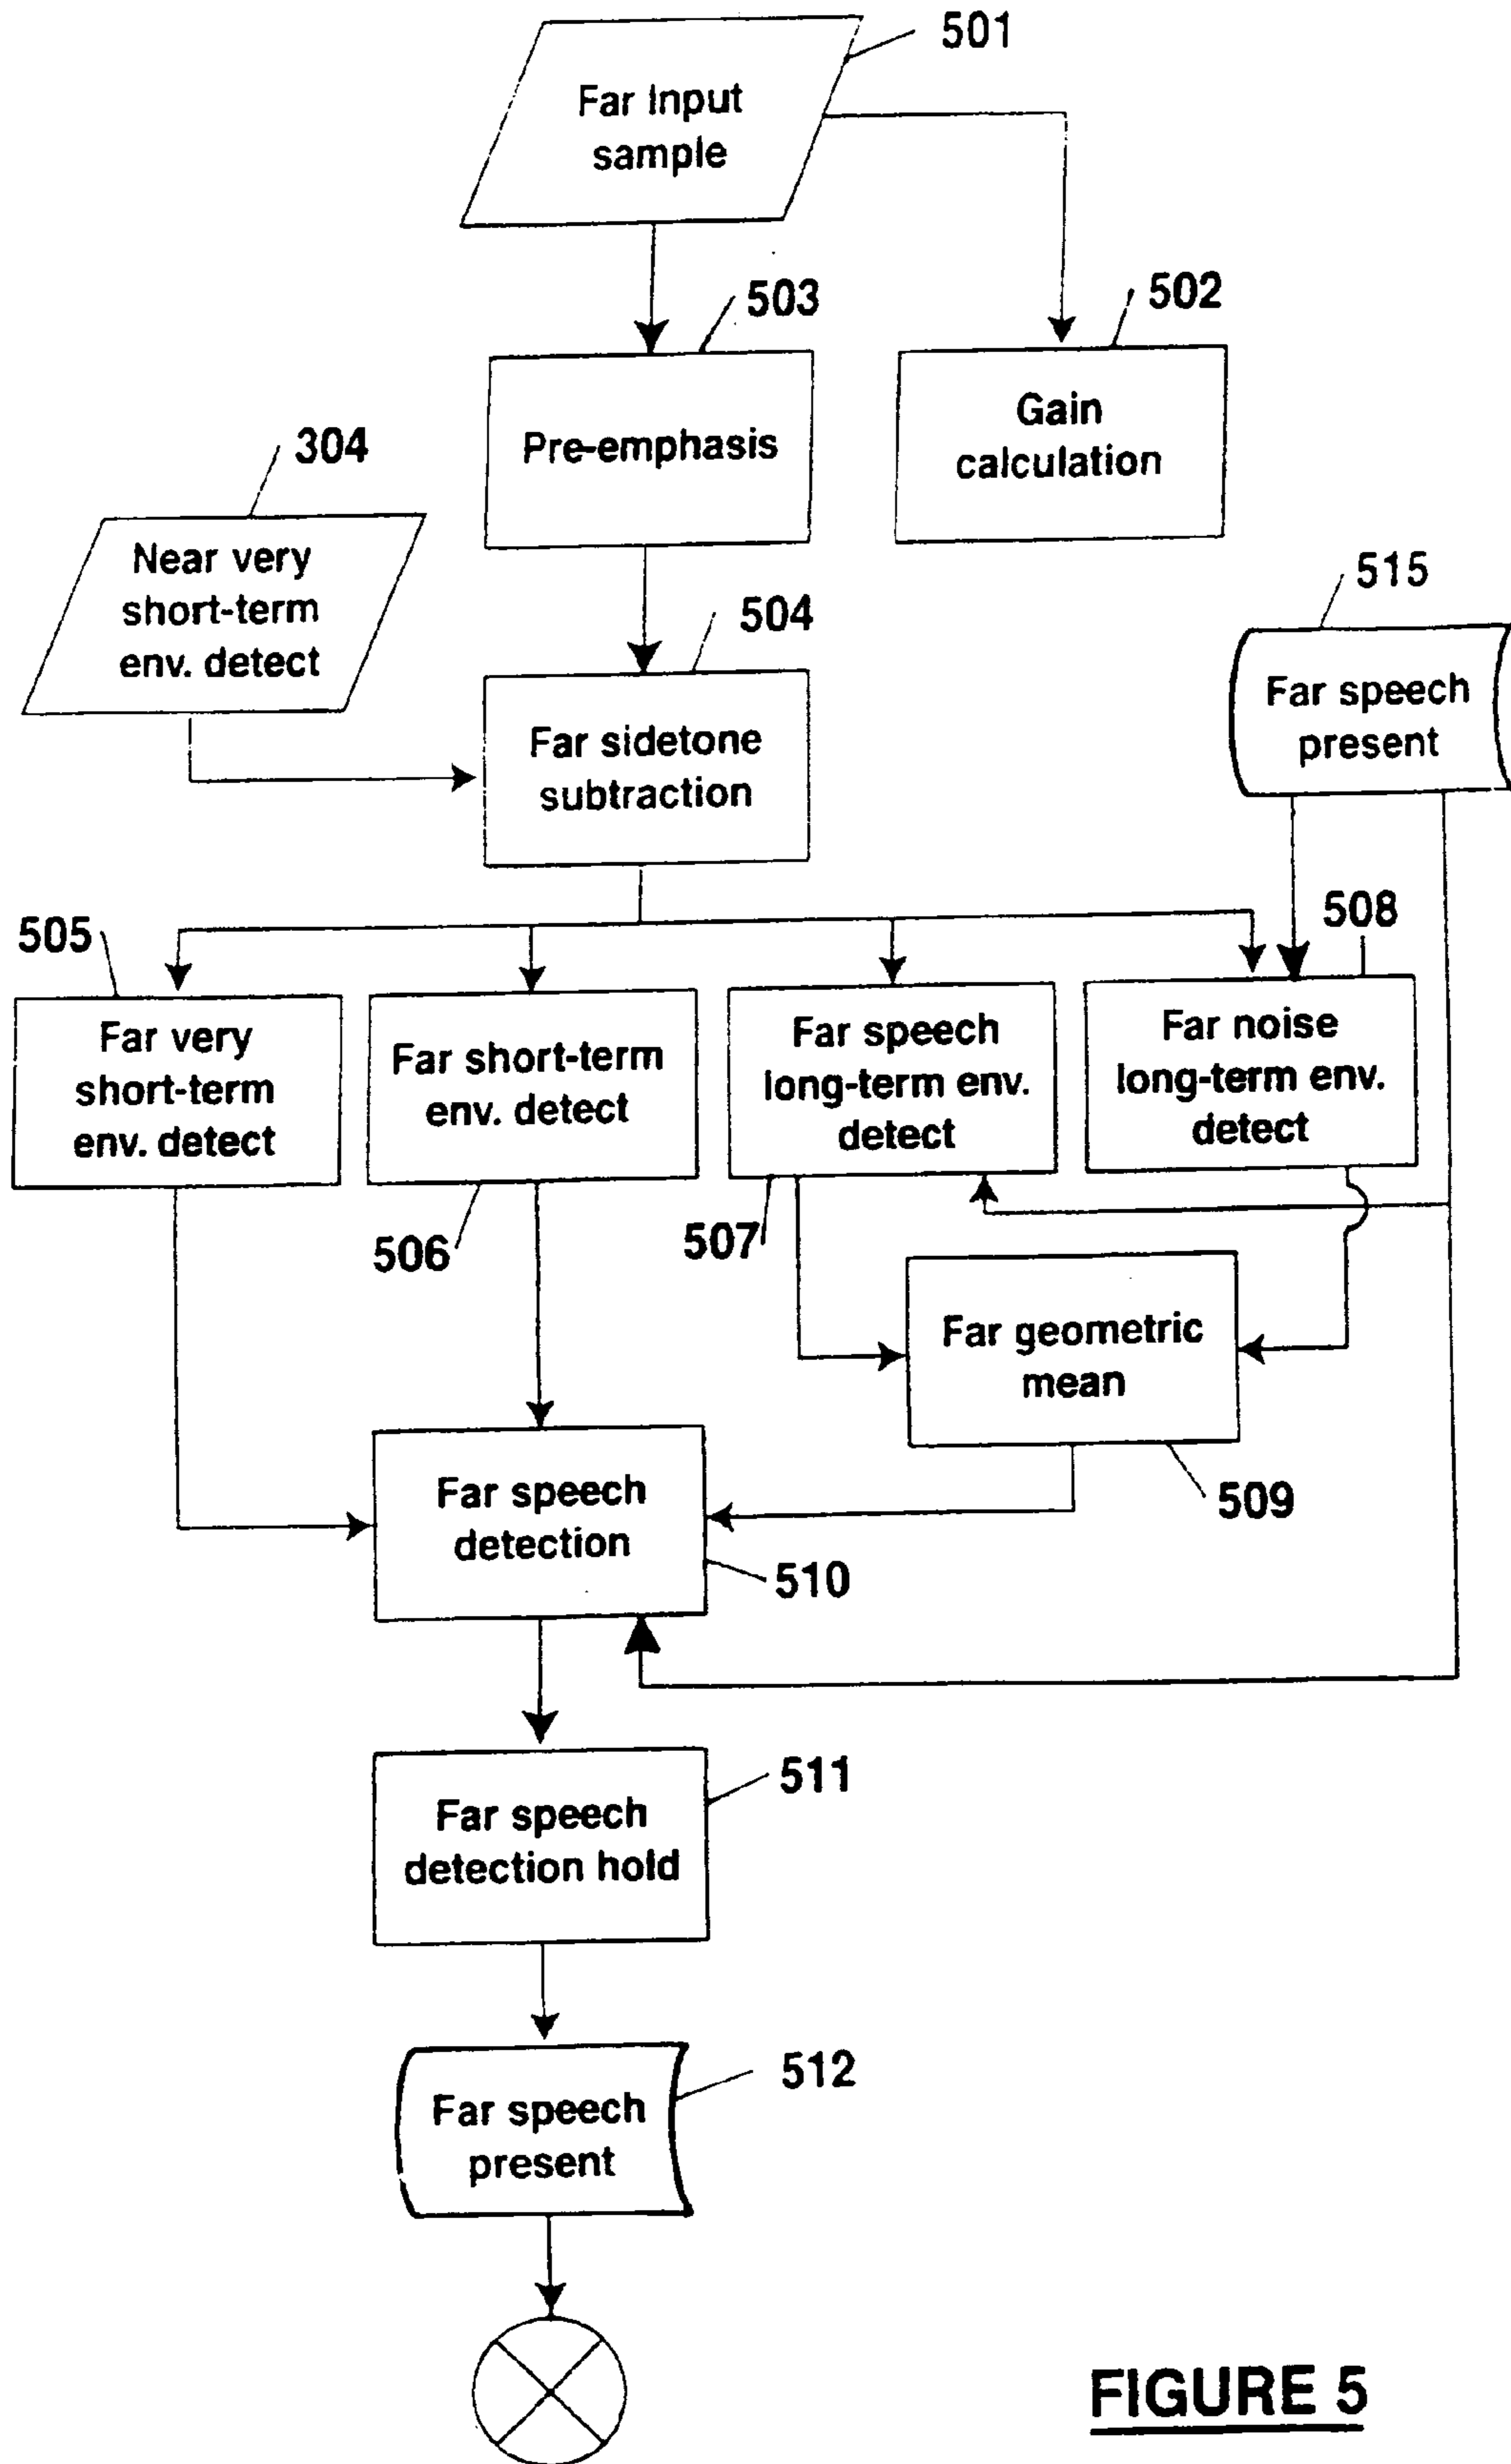 501
Far Input
sample
503
502
Pre-emphasis
Gain
calculation
304
Near very
short-term
env. detect
504
515
Far sidetone
subtraction
Far speech
present
505
508
Far very
short-term
env. detect
Far short-term
env. detect
Far speech
long-term env.
detect
Far noise
long-term env.
detect
506
507
Far geometric
mean
509
Far speech
detection
510
511
Far speech
detection hold
512
Far speech
present
FIGURE 5